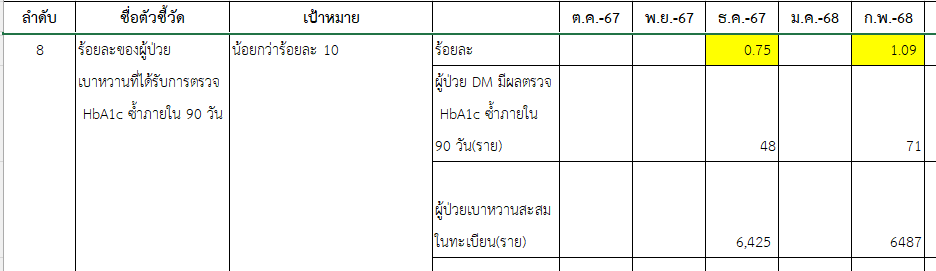 ลำดับ ชื่อตัวชี้วัด เป้าหมาย ต.ค.-67 พ.ย.-67 ธ.ค.-67 ม.ค.-68 ก.พ.-68
8 ร้อยละของผู้ป่วย น้อยกว่าร้อยละ 10 ร้อยละ 0.75 1.09
เบาหวานที่ได้รับการตรวจ ผู้ป่วย DM มีผลตรวจ
HbA1c ซ้ำภายใน 90 วัน HbA1c ซ้ำภายใน
90 วัน(ราย) 48 71
ผู้ป่วยเบาหวานสะสม
ในทะเบียน(ราย) 6,425 6487